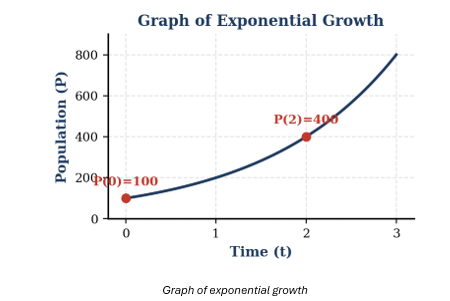 Graph of Exponential Growth
Population (P)
800
600
400
200
0
P(2)=400
P(0)=100
0 1 2 3
Time (t)
Graph of exponential growth